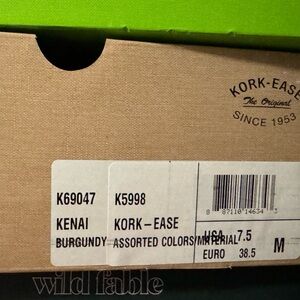 KORK-EASE
The Original
SINCE 1953
K69047 K5998
KENAI KORK-EASE USA 7.5
BURGUNDY ASSORTED COLORS/MATERIAL EURO 38.5 M
wild fable